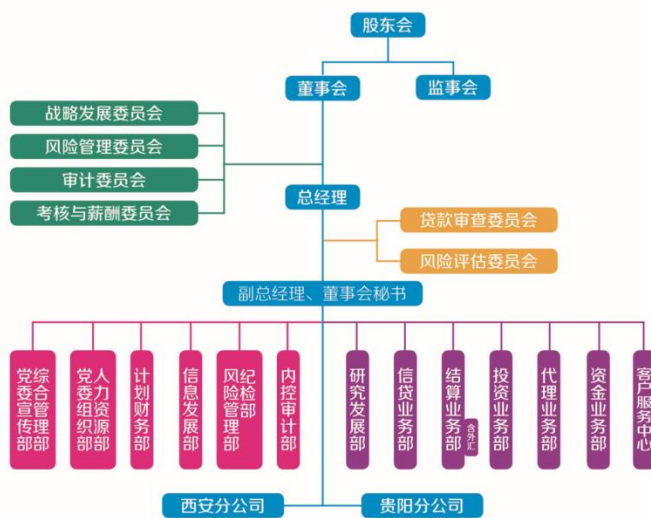 股东会
董事会
监事会
战略发展委员会
风险管理委员会
审计委员会
考核与薪酬委员会
总经理
贷款审查委员会
风险评估委员会
副总经理、董事会秘书
综合管理部
党委宣传部
人力资源部
党委组织部
计划财务部
信息发展部
纪检部
风险管理部
内控审计部
研究发展部
信贷业务部
结算业务部
含外汇
投资业务部
代理业务部
资金业务部
客户服务中心
西安分公司
贵阳分公司